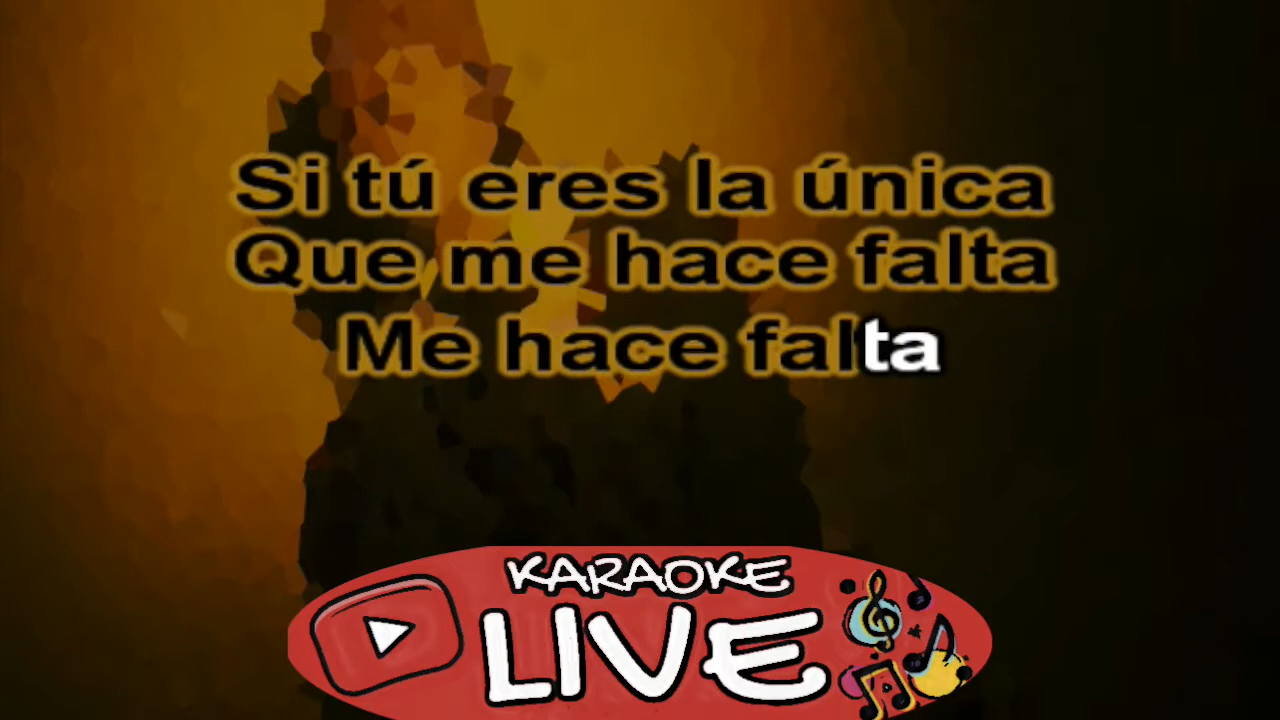 Si tú eres la única
Que me hace falta
Me hace falta
KARAOKE
LIVE